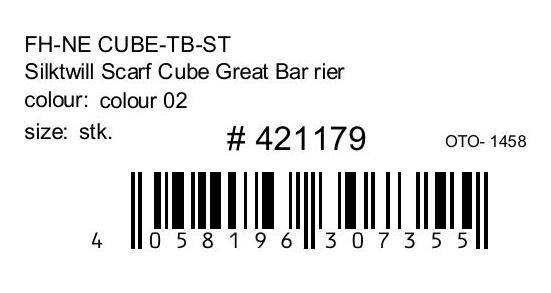 FH-NE CUBE-TB-ST
Silktwill Scarf Cube Great Bar rier
colour: colour 02
size: stk.
# 421179
OTO- 1458
4 058196 307355